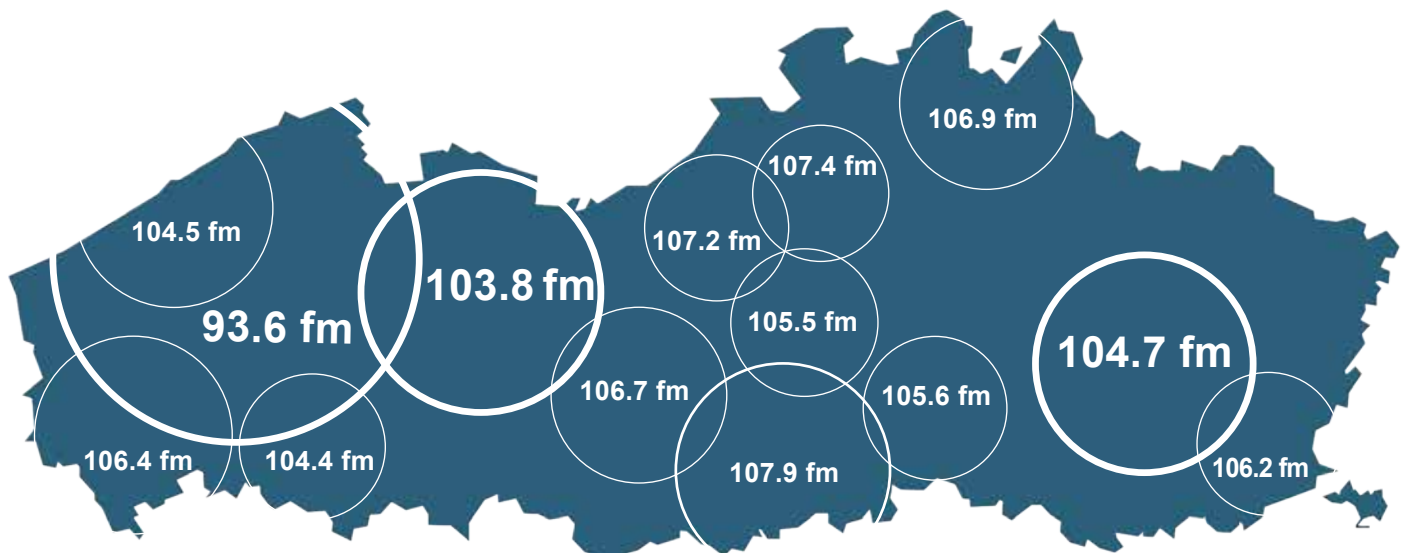 106.9 fm
107.4 fm
104.5 fm
107.2 fm
103.8 fm
93.6 fm
105.5 fm
104.7 fm
106.7 fm
105.6 fm
106.4 fm
104.4 fm
107.9 fm
106.2 fm